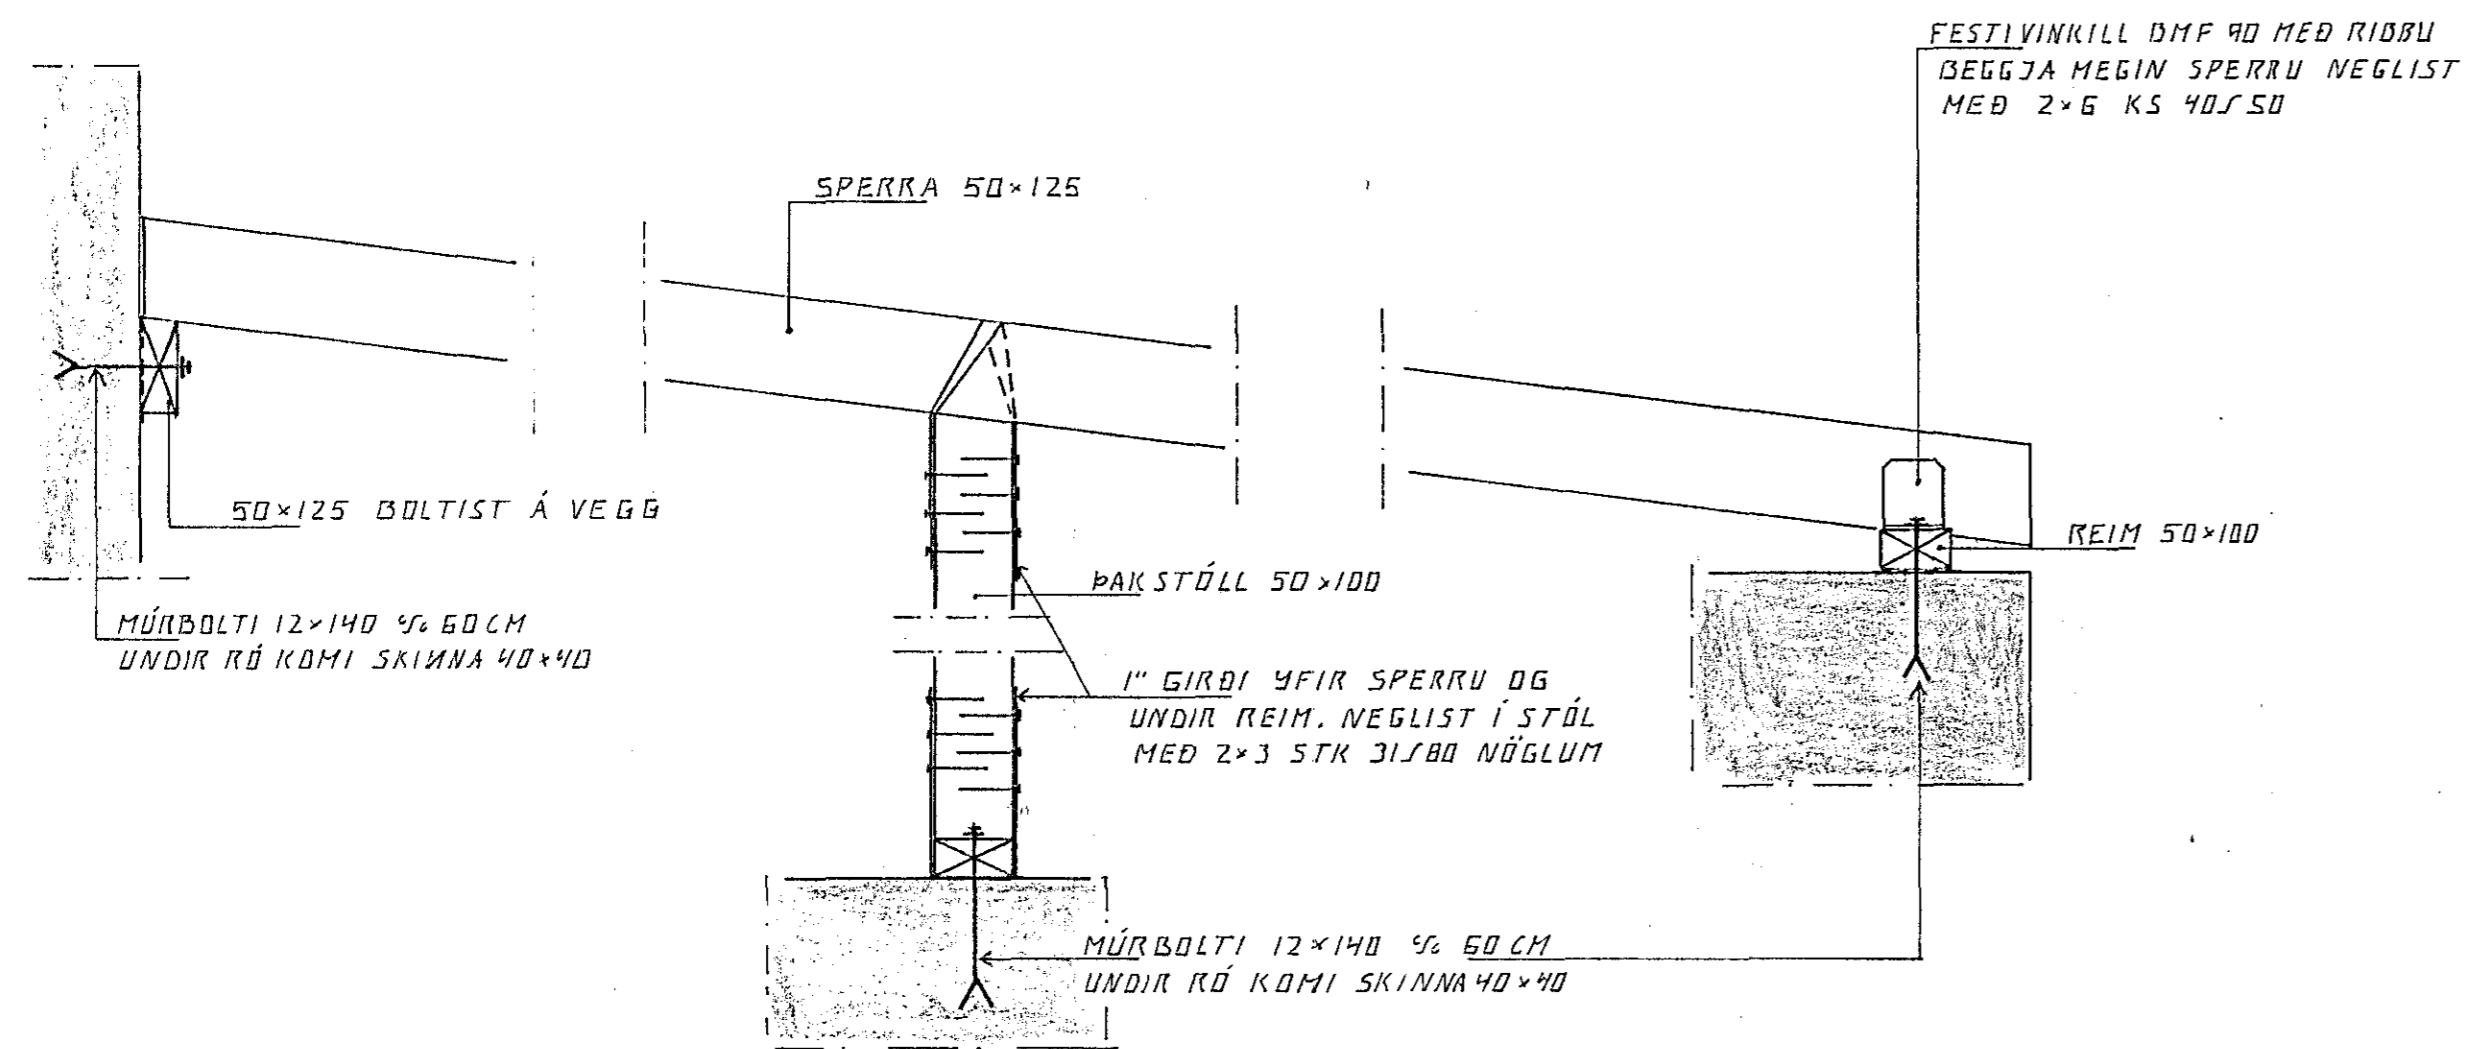 FESTIVINKILL BMF 90 MEÐ RIBBU
BEGGJA MEGIN SPERRU NEGLIST
MEÐ 2×6 KS 40/50
SPERRA 50×125
50×125 BOLTIST Á VEGG
REIM 50×100
ÞAKSTÓLL 50×100
MÚRBOLTI 12×140 c/c 60 CM
UNDIR RÓ KOMI SKINNA 40×40
1" GIRÐI YFIR SPERRU OG
UNDIR REIM. NEGLIST Í STÓL
MEÐ 2×3 STK 31/80 NÖGLUM
MÚRBOLTI 12×140 c/c 60 CM
UNDIR RÓ KOMI SKINNA 40×40